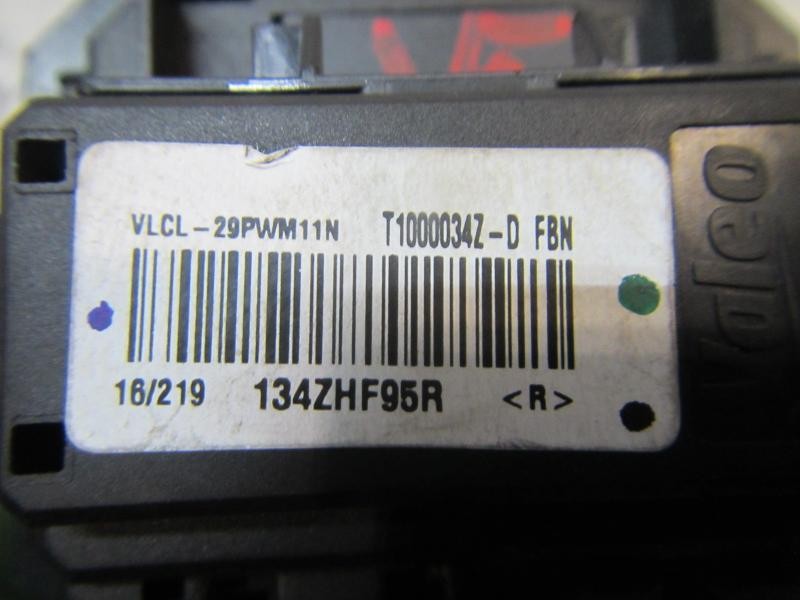 VLCL-29PWM11N T1000034Z-D FBN
16/219 134ZHF95R <R>
Valeo